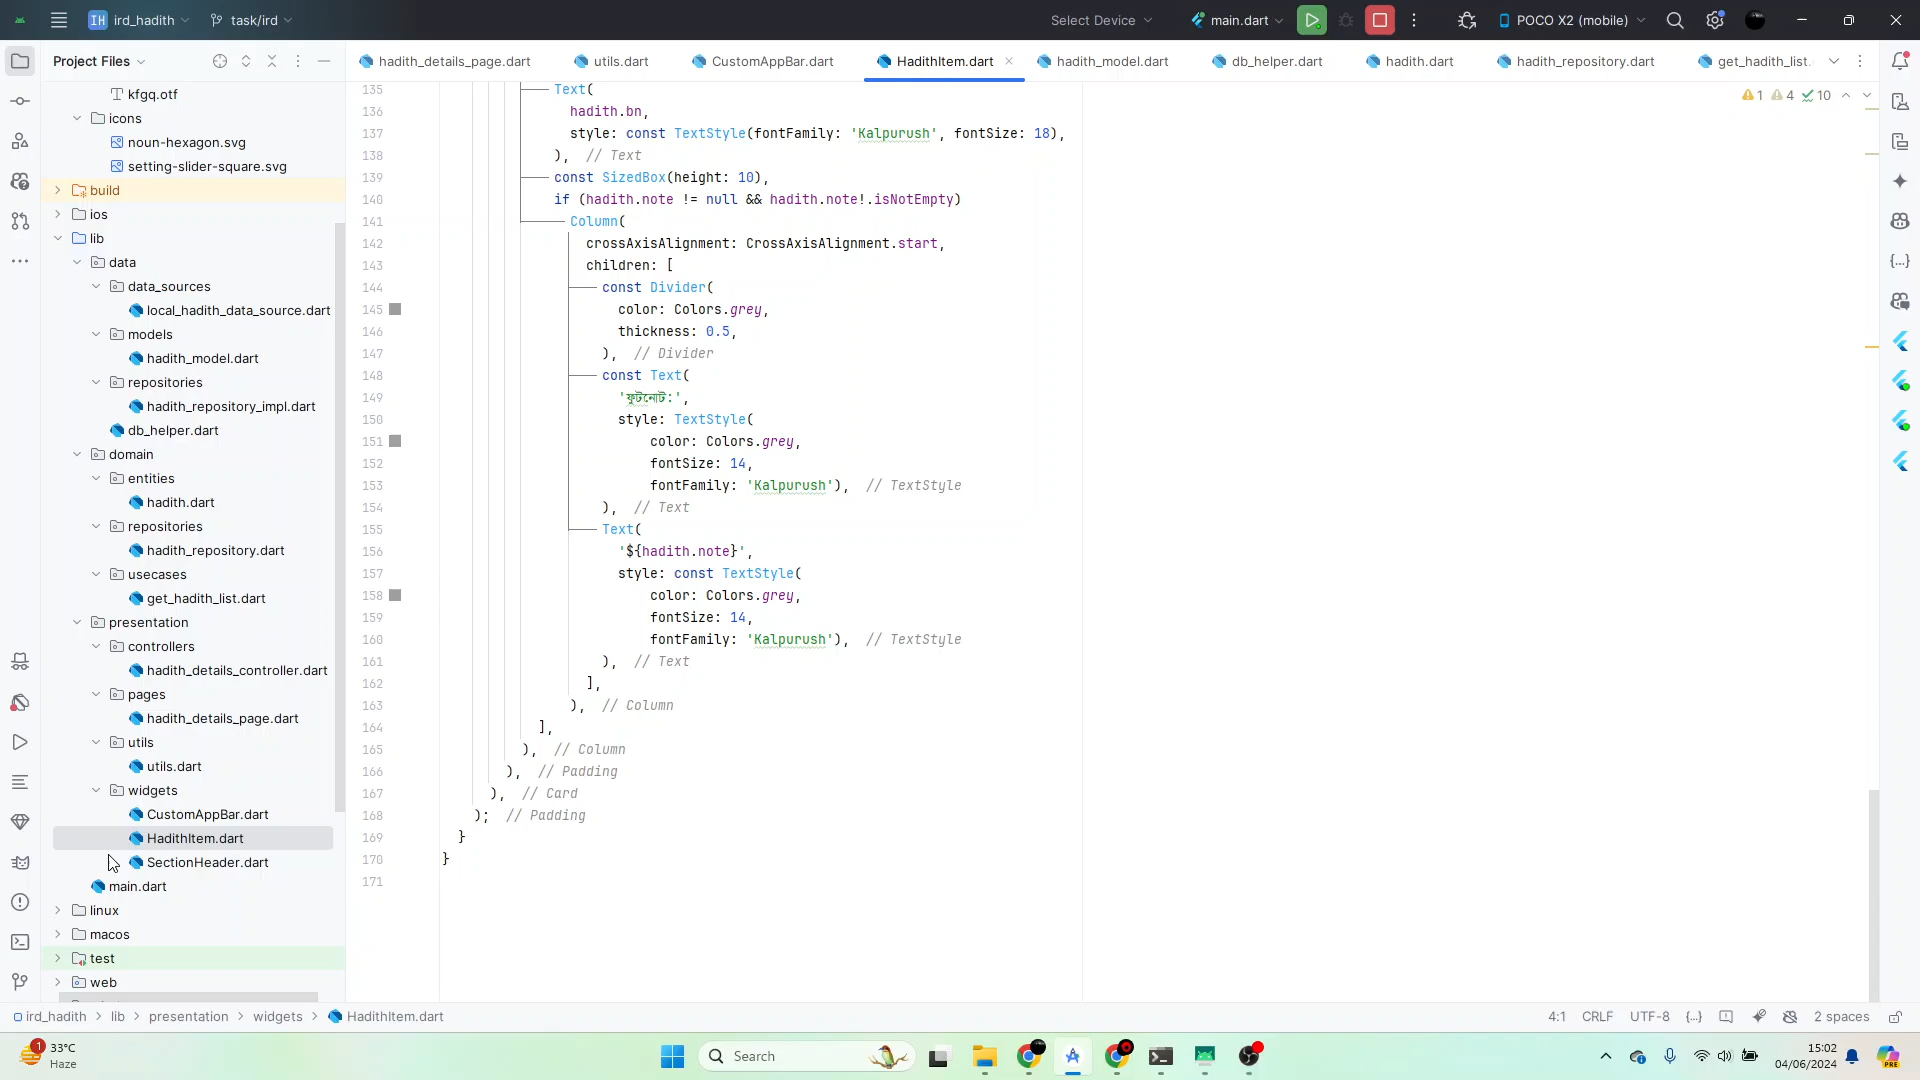 IH ird_hadith task/ird Select Device main.dart POCO X2 (mobile)
Project Files
hadith_details_page.dart utils.dart CustomAppBar.dart HadithItem.dart hadith_model.dart db_helper.dart hadith.dart hadith_repository.dart get_hadith_list.
kfgq.otf
icons
noun-hexagon.svg
setting-slider-square.svg
build
ios
lib
data
data_sources
local_hadith_data_source.dart
models
hadith_model.dart
repositories
hadith_repository_impl.dart
db_helper.dart
domain
entities
hadith.dart
repositories
hadith_repository.dart
usecases
get_hadith_list.dart
presentation
controllers
hadith_details_controller.dart
pages
hadith_details_page.dart
utils
utils.dart
widgets
CustomAppBar.dart
HadithItem.dart
SectionHeader.dart
main.dart
linux
macos
test
web
1 4 10
135 Text(
136 hadith.bn,
137 style: const TextStyle(fontFamily: 'Kalpurush', fontSize: 18),
138 ), // Text
139 const SizedBox(height: 10),
140 if (hadith.note != null && hadith.note!.isNotEmpty)
141 Column(
142 crossAxisAlignment: CrossAxisAlignment.start,
143 children: [
144 const Divider(
145 color: Colors.grey,
146 thickness: 0.5,
147 ), // Divider
148 const Text(
149 'ফুটনোট:',
150 style: TextStyle(
151 color: Colors.grey,
152 fontSize: 14,
153 fontFamily: 'Kalpurush'), // TextStyle
154 ), // Text
155 Text(
156 '${hadith.note}',
157 style: const TextStyle(
158 color: Colors.grey,
159 fontSize: 14,
160 fontFamily: 'Kalpurush'), // TextStyle
161 ), // Text
162 ],
163 ), // Column
164 ],
165 ), // Column
166 ), // Padding
167 ), // Card
168 ); // Padding
169 }
170 }
171
ird_hadith > lib > presentation > widgets > HadithItem.dart 4:1 CRLF UTF-8 {...} 2 spaces
1 33°C
Haze
Search
15:02
04/06/2024
PRE